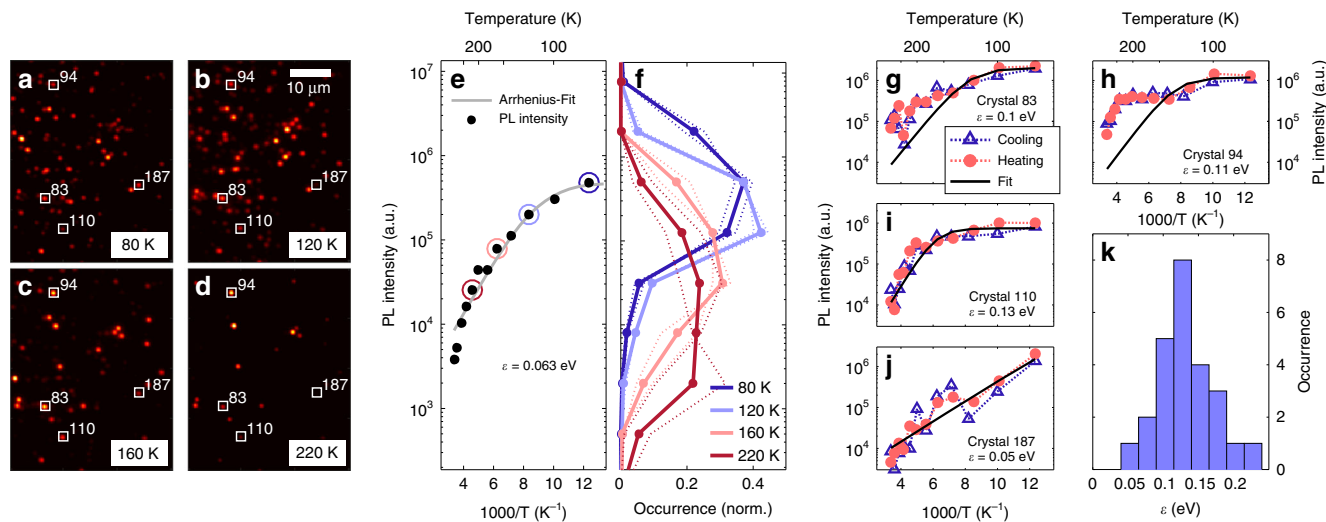 a
94
83
187
110
80 K
b
94
10 μm
83
187
110
120 K
c
94
83
187
110
160 K
d
94
83
187
110
220 K
Temperature (K)
200
100
e
Arrhenius-Fit
PL intensity
ε = 0.063 eV
PL intensity (a.u.)
10⁷
10⁶
10⁵
10⁴
10³
4 6 8 10 12
1000/T (K⁻¹)
f
80 K
120 K
160 K
220 K
0 0.2 0.4
Occurrence (norm.)
Temperature (K)
200
100
g
10⁶
10⁵
10⁴
Crystal 83
ε = 0.1 eV
Cooling
Heating
Fit
Temperature (K)
200
100
h
10⁶
10⁵
10⁴
PL intensity (a.u.)
Crystal 94
ε = 0.11 eV
4 6 8 10 12
1000/T (K⁻¹)
i
10⁶
10⁵
10⁴
PL intensity (a.u.)
Crystal 110
ε = 0.13 eV
j
10⁶
10⁵
10⁴
Crystal 187
ε = 0.05 eV
4 6 8 10 12
1000/T (K⁻¹)
k
8
6
4
2
0
Occurrence
0.05 0.1 0.15 0.2
ε (eV)